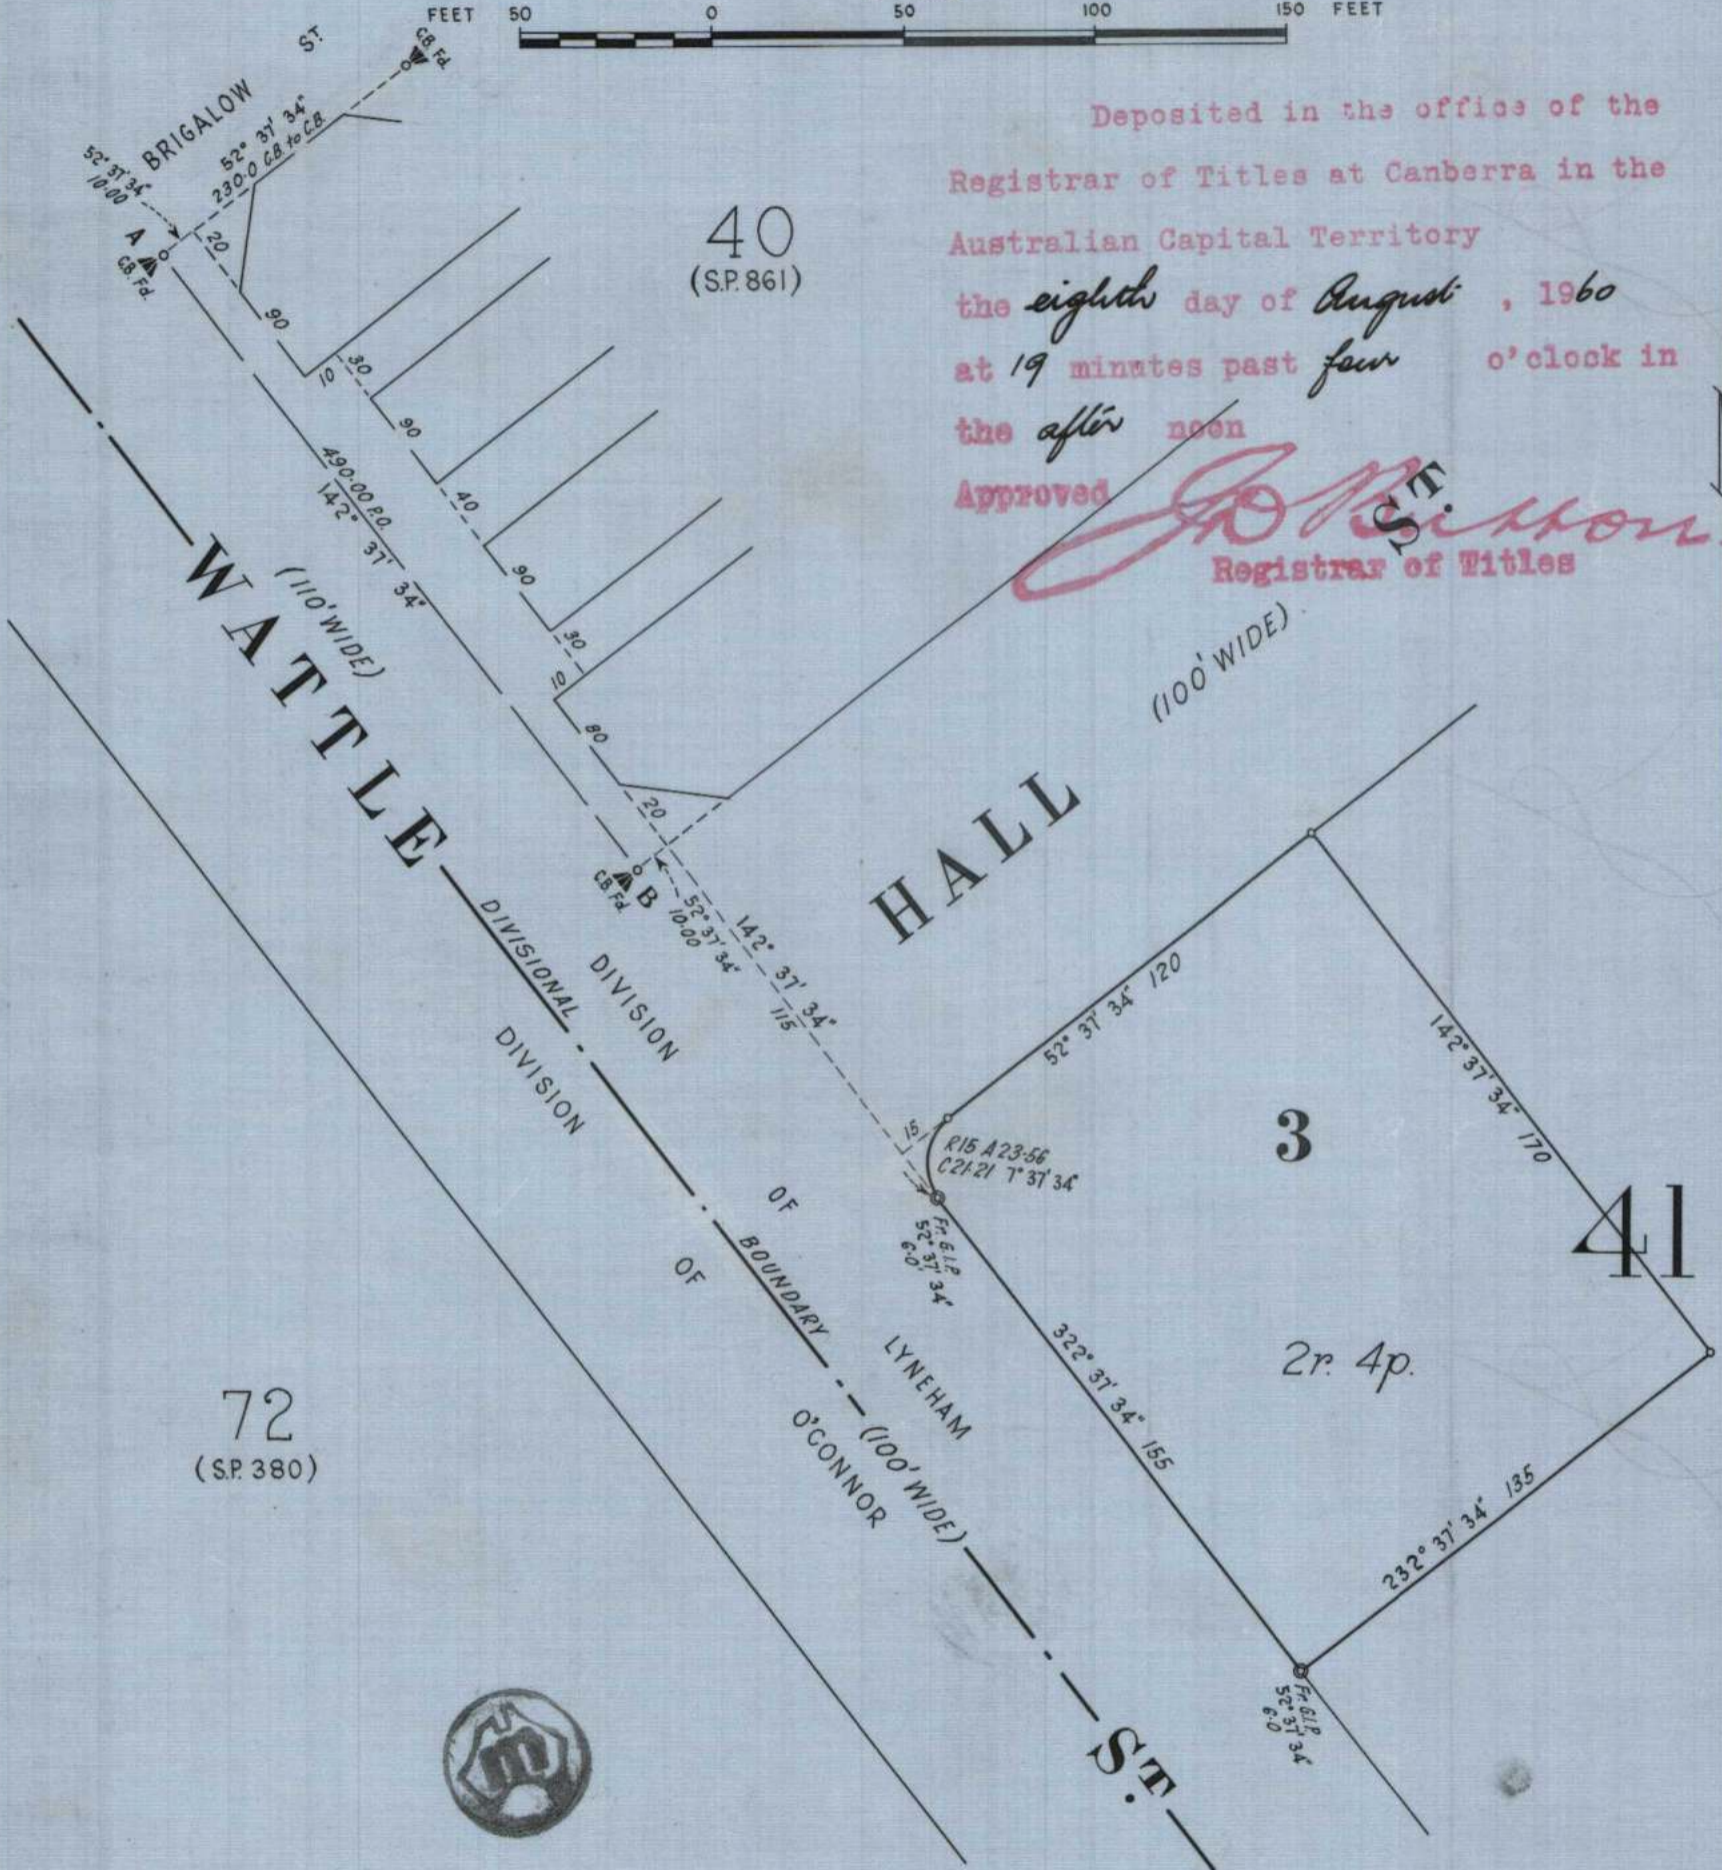 FEET 50 0 50 100 150 FEET
BRIGALOW ST.
C.B. Fd.
52° 37' 34"
230·0 C.B. to C.B.
52° 37' 34"
10·00
A
C.B. Fd.
20
90
10
30
90
40
90
30
10
80
20
40
(S.P. 861)
Deposited in the office of the
Registrar of Titles at Canberra in the
Australian Capital Territory
the eighth day of August , 1960
at 19 minutes past four o'clock in
the after noon
Approved
Registrar of Titles
490·00 P.O.
142° 37' 34"
WATTLE ST.
(110' WIDE)
HALL ST.
(100' WIDE)
B
C.B. Fd.
52° 37' 34"
10·00
142° 37' 34"
115
15
R15 A23·56
C21·21 7° 37' 34"
Fr. G.I.P.
52° 37' 34"
6·0
52° 37' 34" 120
142° 37' 34" 170
3
41
2r. 4p.
322° 37' 34" 155
232° 37' 34" 135
Fr. G.I.P.
52° 37' 34"
6·0
DIVISIONAL BOUNDARY
DIVISION OF LYNEHAM
DIVISION OF O'CONNOR
(100' WIDE)
72
(S.P. 380)